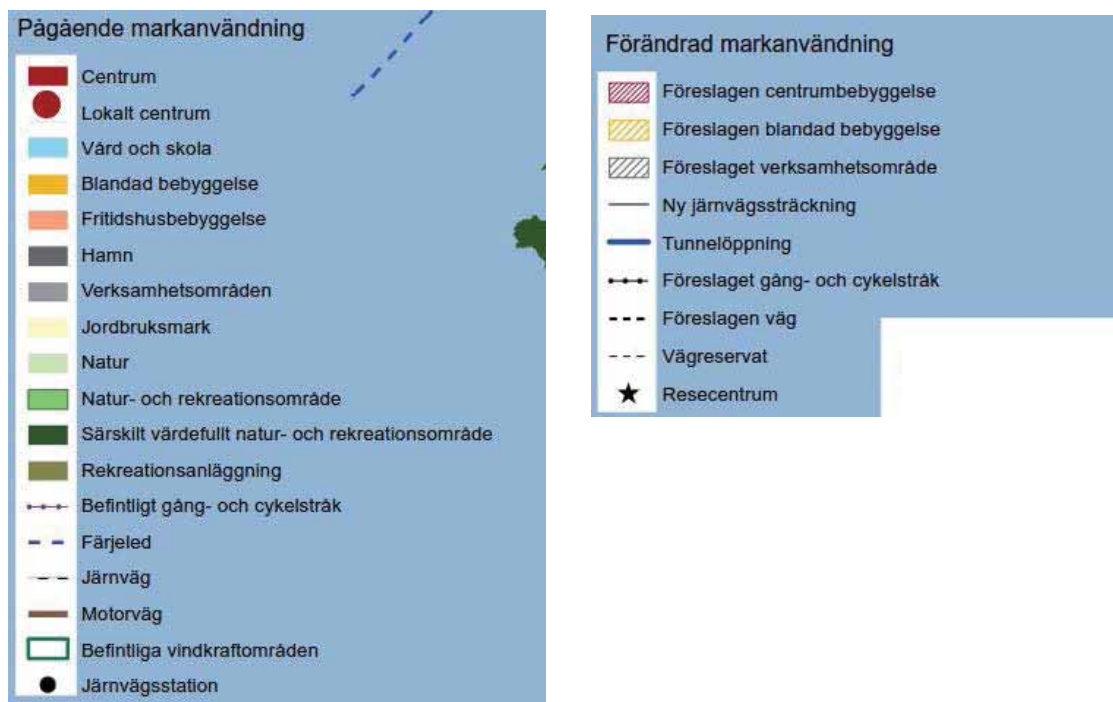 Pågående markanvändning
Centrum
Lokalt centrum
Vård och skola
Blandad bebyggelse
Fritidshusbebyggelse
Hamn
Verksamhetsområden
Jordbruksmark
Natur
Natur- och rekreationsområde
Särskilt värdefullt natur- och rekreationsområde
Rekreationsanläggning
Befintligt gång- och cykelstråk
Färjeled
Järnväg
Motorväg
Befintliga vindkraftområden
Järnvägsstation
Förändrad markanvändning
Föreslagen centrumbebyggelse
Föreslagen blandad bebyggelse
Föreslaget verksamhetsområde
Ny järnvägssträckning
Tunnelöppning
Föreslaget gång- och cykelstråk
Föreslagen väg
Vägreservat
Resecentrum